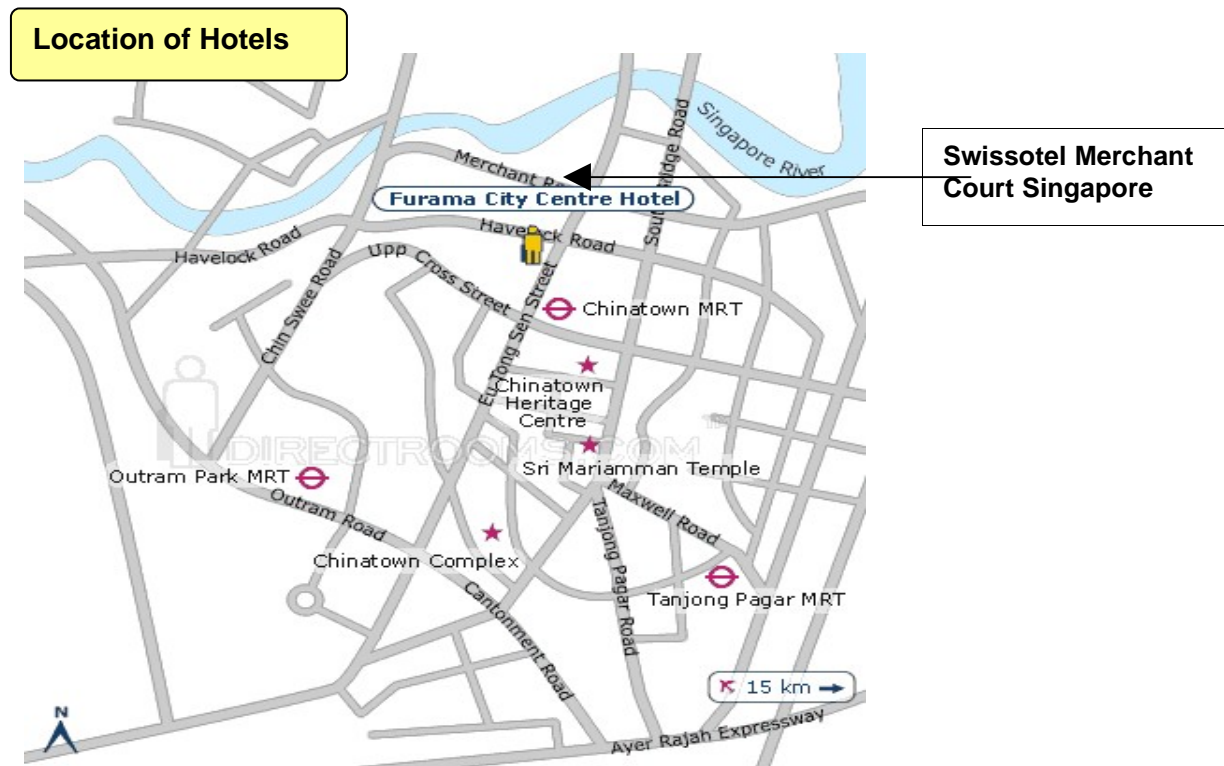 Location of Hotels
Singapore River
Swissotel Merchant
Court Singapore
Merchant
Furama City Centre Hotel
Havelock Road
Havelock Road
Upp Cross Street
Chin Swee Road
Eu Tong Sen Street
Chinatown MRT
Chinatown
Heritage
Centre
DIRECTROOMS.COM
Sri Mariamman Temple
Outram Park MRT
Outram Road
Maxwell Road
Tanjong Pagar Road
Chinatown Complex
Cantonment Road
Tanjong Pagar MRT
15 km
N
Ayer Rajah Expressway